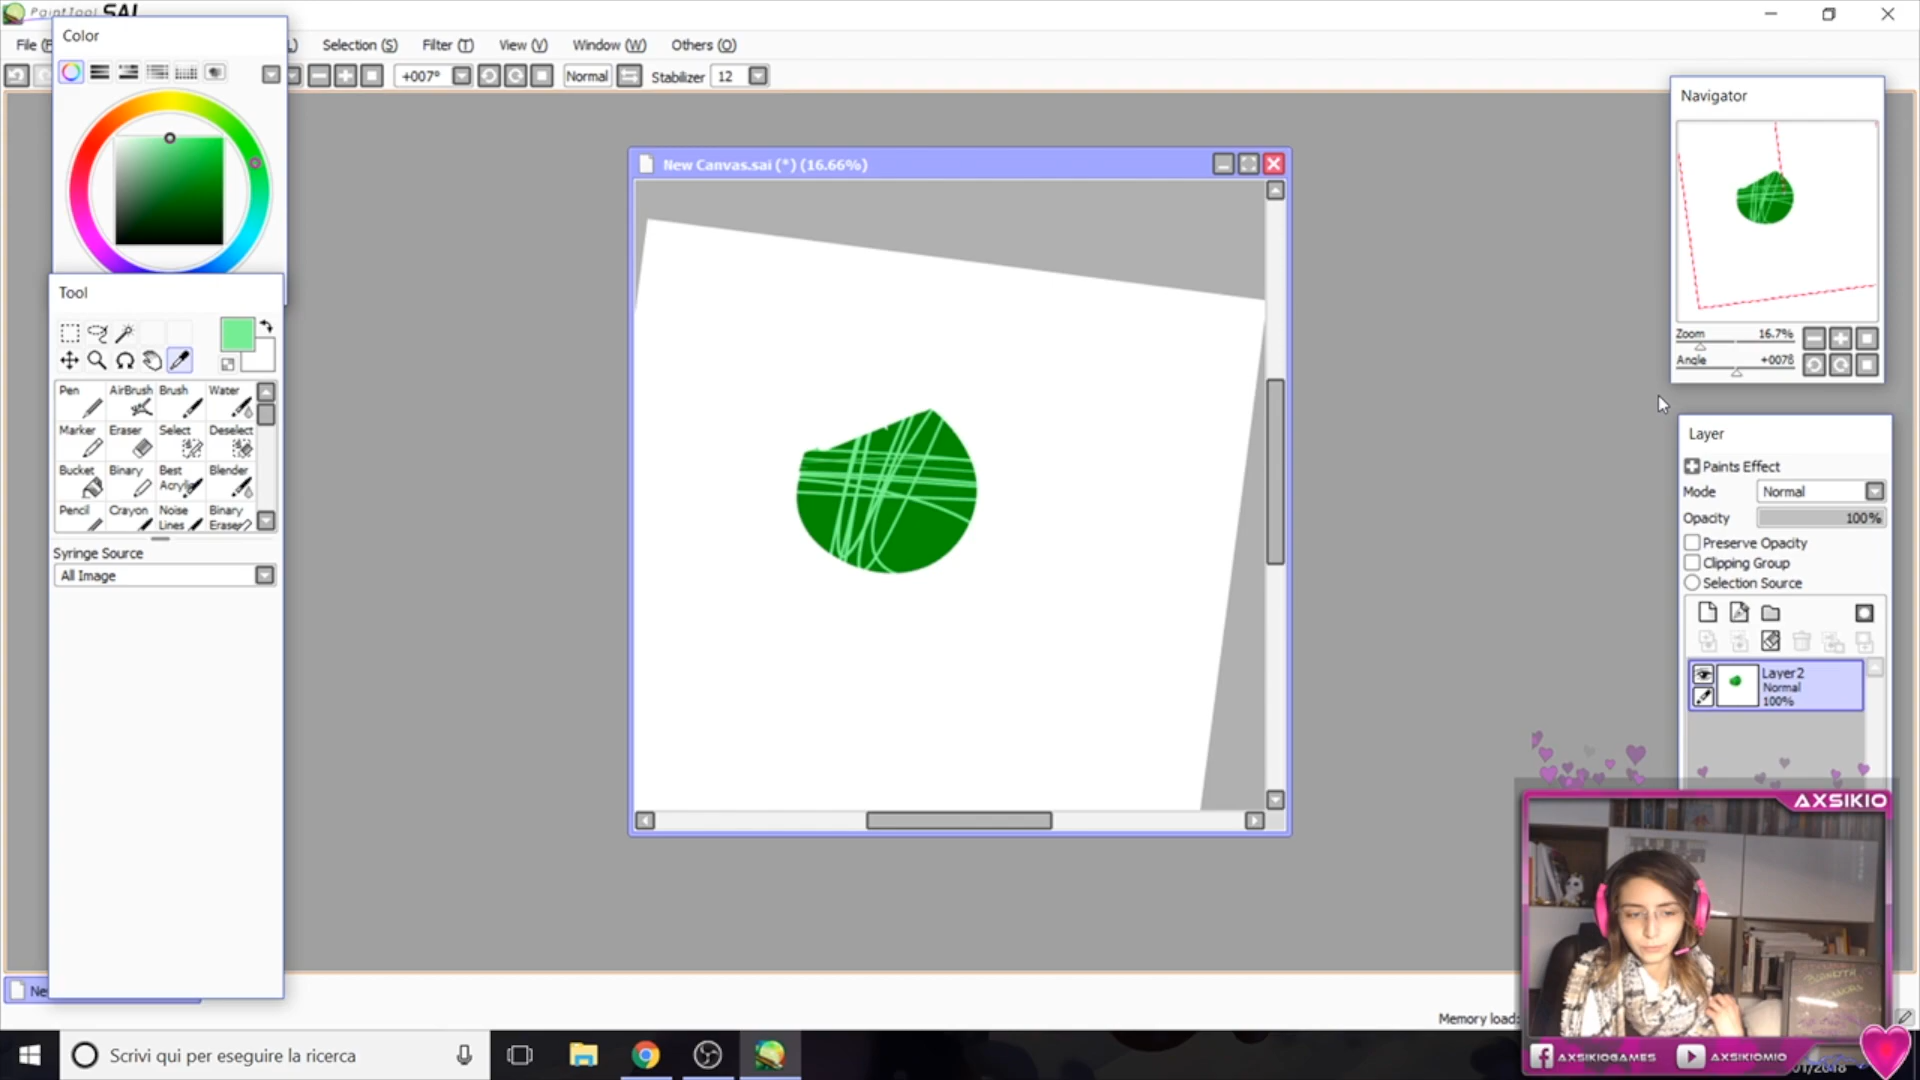 PaintTool SAI
Color
File (F
L)
Selection (S)
Filter (T)
View (V)
Window (W)
Others (O)
+007°
Normal
Stabilizer
12
New Canvas.sai (*) (16.66%)
Navigator
Zoom
16.7%
Angle
Tool
Pen
AirBrush
Brush
Water
Marker
Eraser
Select
Deselect
Bucket
Binary
Best
Acrylic
Blender
Pencil
Crayon
Noise
Lines
Binary
Eraser
Syringe Source
All Image
Layer
Paints Effect
Mode
Normal
Opacity
100%
Preserve Opacity
Clipping Group
Selection Source
Layer2
Normal
100%
AXSIKIO
Ne
Memory load:
Scrivi qui per eseguire la ricerca
AXSIKIOGAMES
AXSIKIOMIO
01/2018